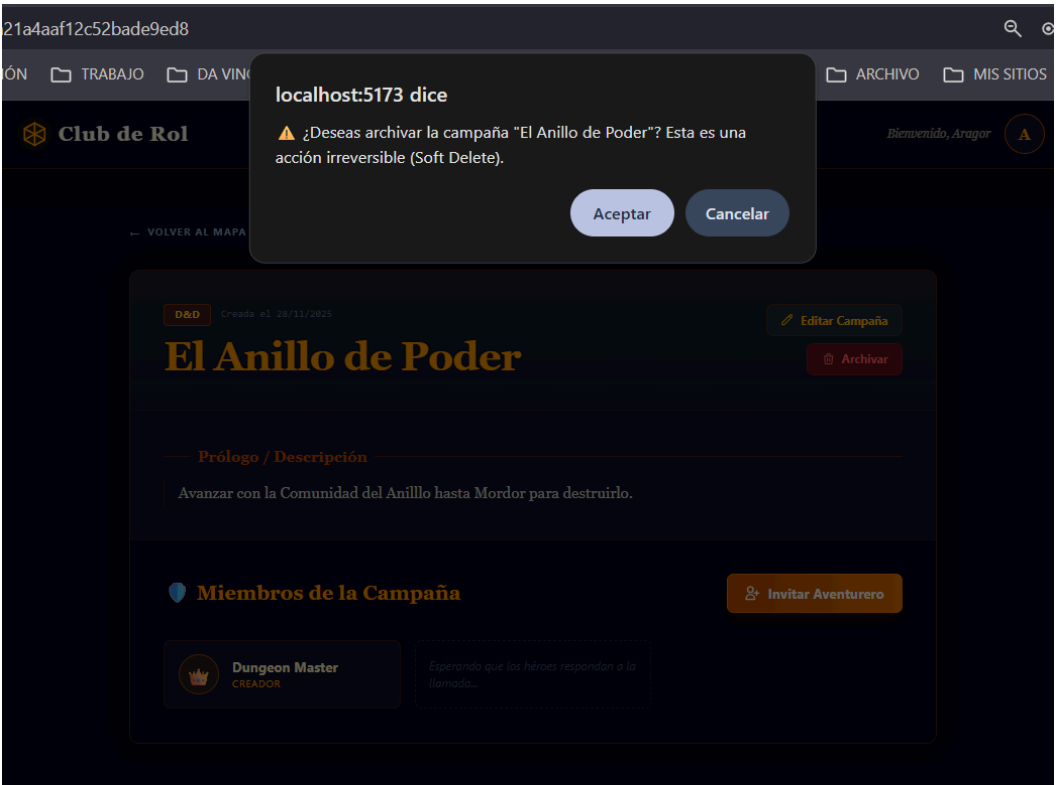 21a4aaf12c52bade9ed8
IÓN TRABAJO DA VIN ARCHIVO MIS SITIOS
localhost:5173 dice
⚠️ ¿Deseas archivar la campaña "El Anillo de Poder"? Esta es una
acción irreversible (Soft Delete).
Aceptar Cancelar
Club de Rol
Bienvenido, Aragor A
← VOLVER AL MAPA
D&D Creada el 28/11/2025
Editar Campaña
El Anillo de Poder
Archivar
Prólogo / Descripción
Avanzar con la Comunidad del Anilllo hasta Mordor para destruirlo.
Miembros de la Campaña
Invitar Aventurero
Dungeon Master
CREADOR
Esperando que los héroes respondan a la
llamada...